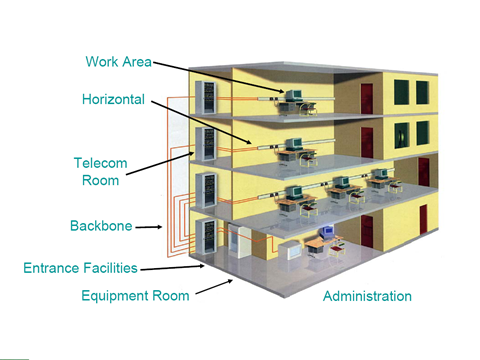 Work Area
Horizontal
Telecom
Room
Backbone
Entrance Facilities
Equipment Room
Administration